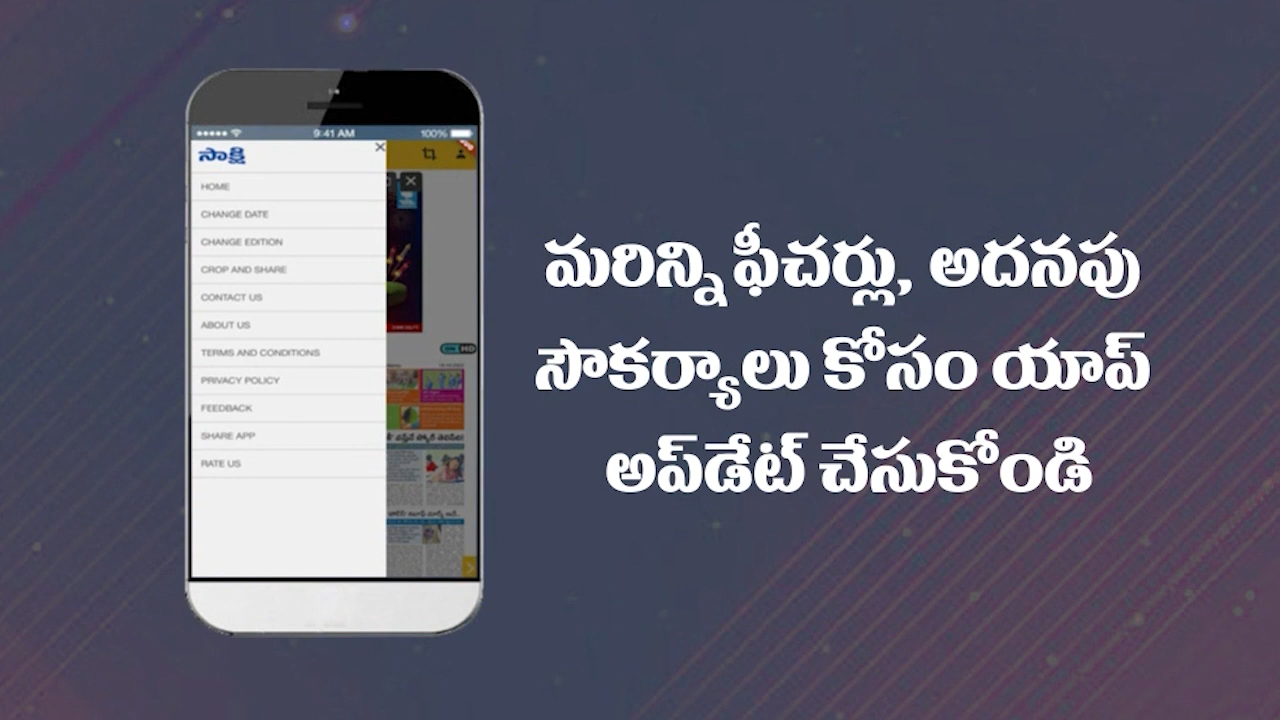 9:41 AM
100%
సాక్షి
HOME
CHANGE DATE
CHANGE EDITION
CROP AND SHARE
CONTACT US
ABOUT US
TERMS AND CONDITIONS
PRIVACY POLICY
FEEDBACK
SHARE APP
RATE US
HD
మరిన్ని ఫీచర్లు, అదనపు
సౌకర్యాలు కోసం యాప్
అప్‌డేట్ చేసుకోండి